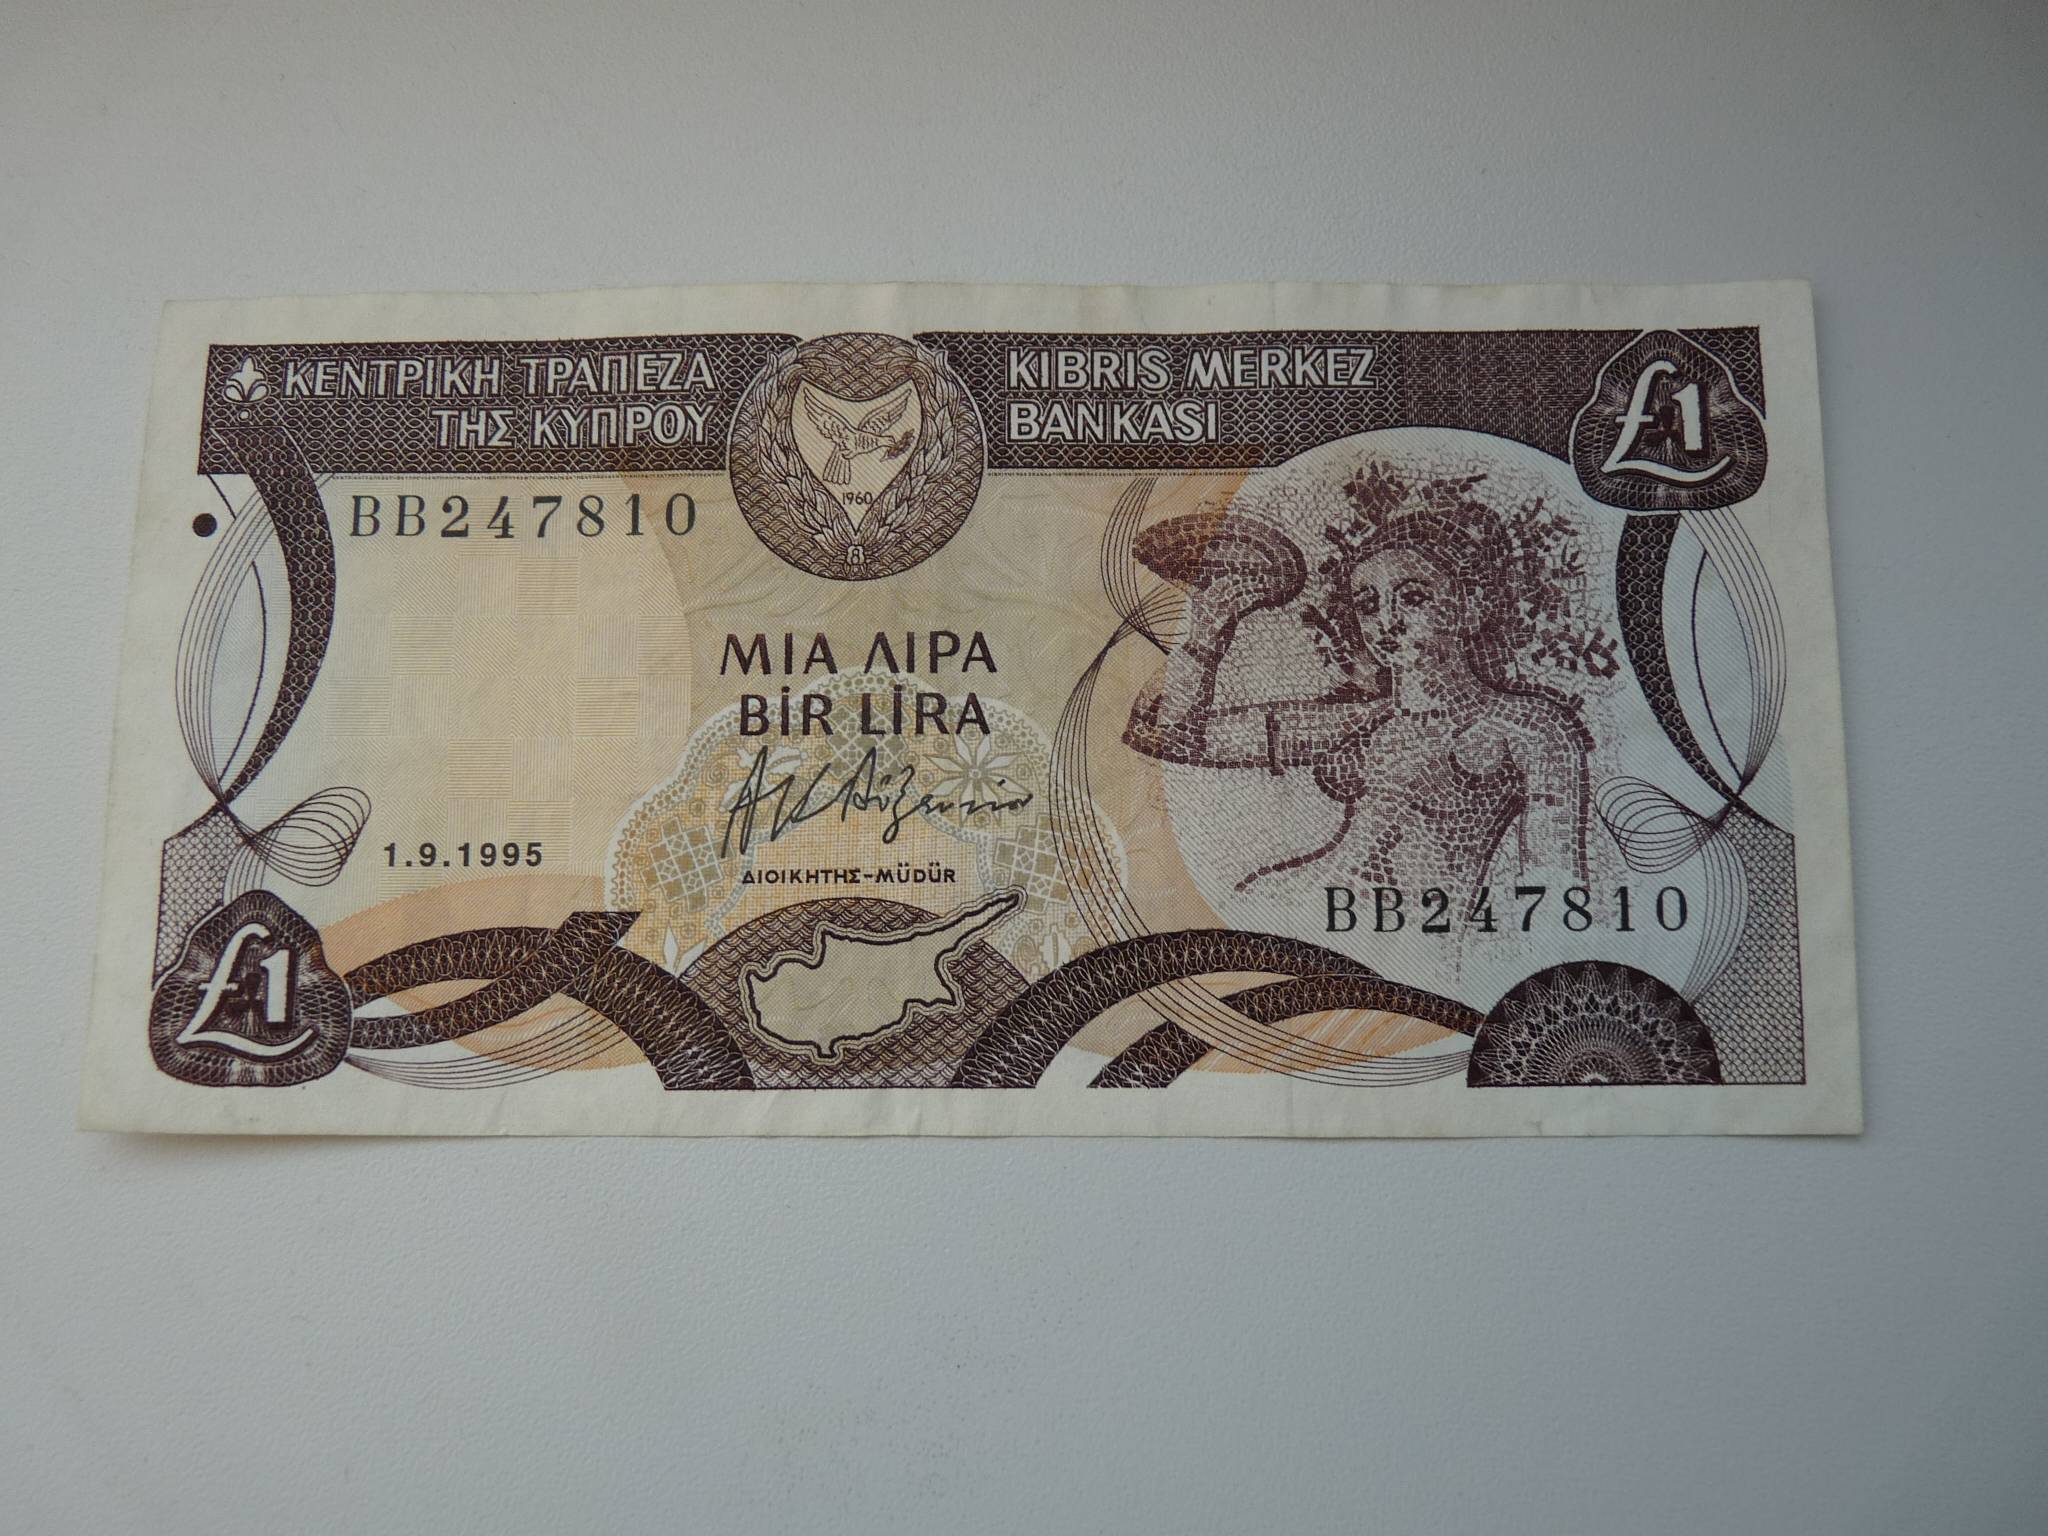 ΚΕΝΤΡΙΚΗ ΤΡΑΠΕΖΑ
ΤΗΣ ΚΥΠΡΟΥ
KIBRIS MERKEZ
BANKASI
£1
BB247810
1960
ΜΙΑ ΛΙΡΑ
BİR LİRA
1.9.1995
ΔΙΟΙΚΗΤΗΣ-MÜDÜR
BB247810
£1